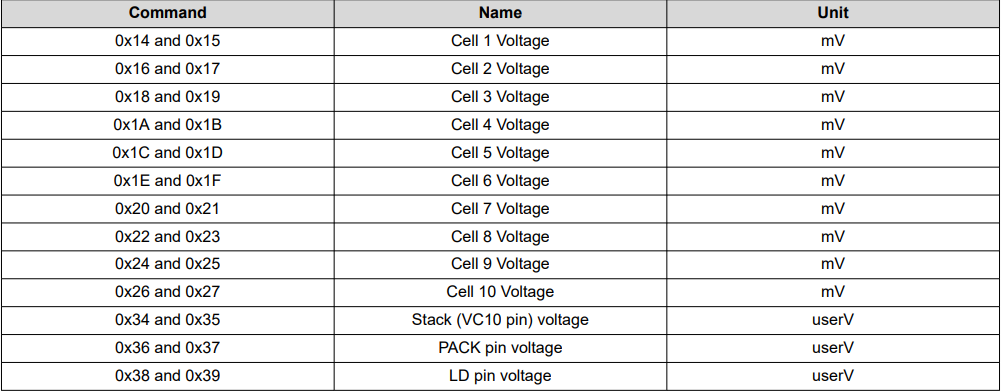 Command Name Unit
0x14 and 0x15 Cell 1 Voltage mV
0x16 and 0x17 Cell 2 Voltage mV
0x18 and 0x19 Cell 3 Voltage mV
0x1A and 0x1B Cell 4 Voltage mV
0x1C and 0x1D Cell 5 Voltage mV
0x1E and 0x1F Cell 6 Voltage mV
0x20 and 0x21 Cell 7 Voltage mV
0x22 and 0x23 Cell 8 Voltage mV
0x24 and 0x25 Cell 9 Voltage mV
0x26 and 0x27 Cell 10 Voltage mV
0x34 and 0x35 Stack (VC10 pin) voltage userV
0x36 and 0x37 PACK pin voltage userV
0x38 and 0x39 LD pin voltage userV